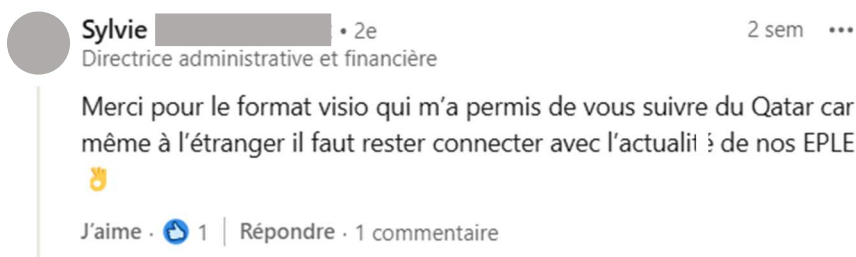 Sylvie • 2e
2 sem •••
Directrice administrative et financière
Merci pour le format visio qui m’a permis de vous suivre du Qatar car
même à l’étranger il faut rester connecter avec l’actualité de nos EPLE
👌
J’aime · 1 | Répondre · 1 commentaire